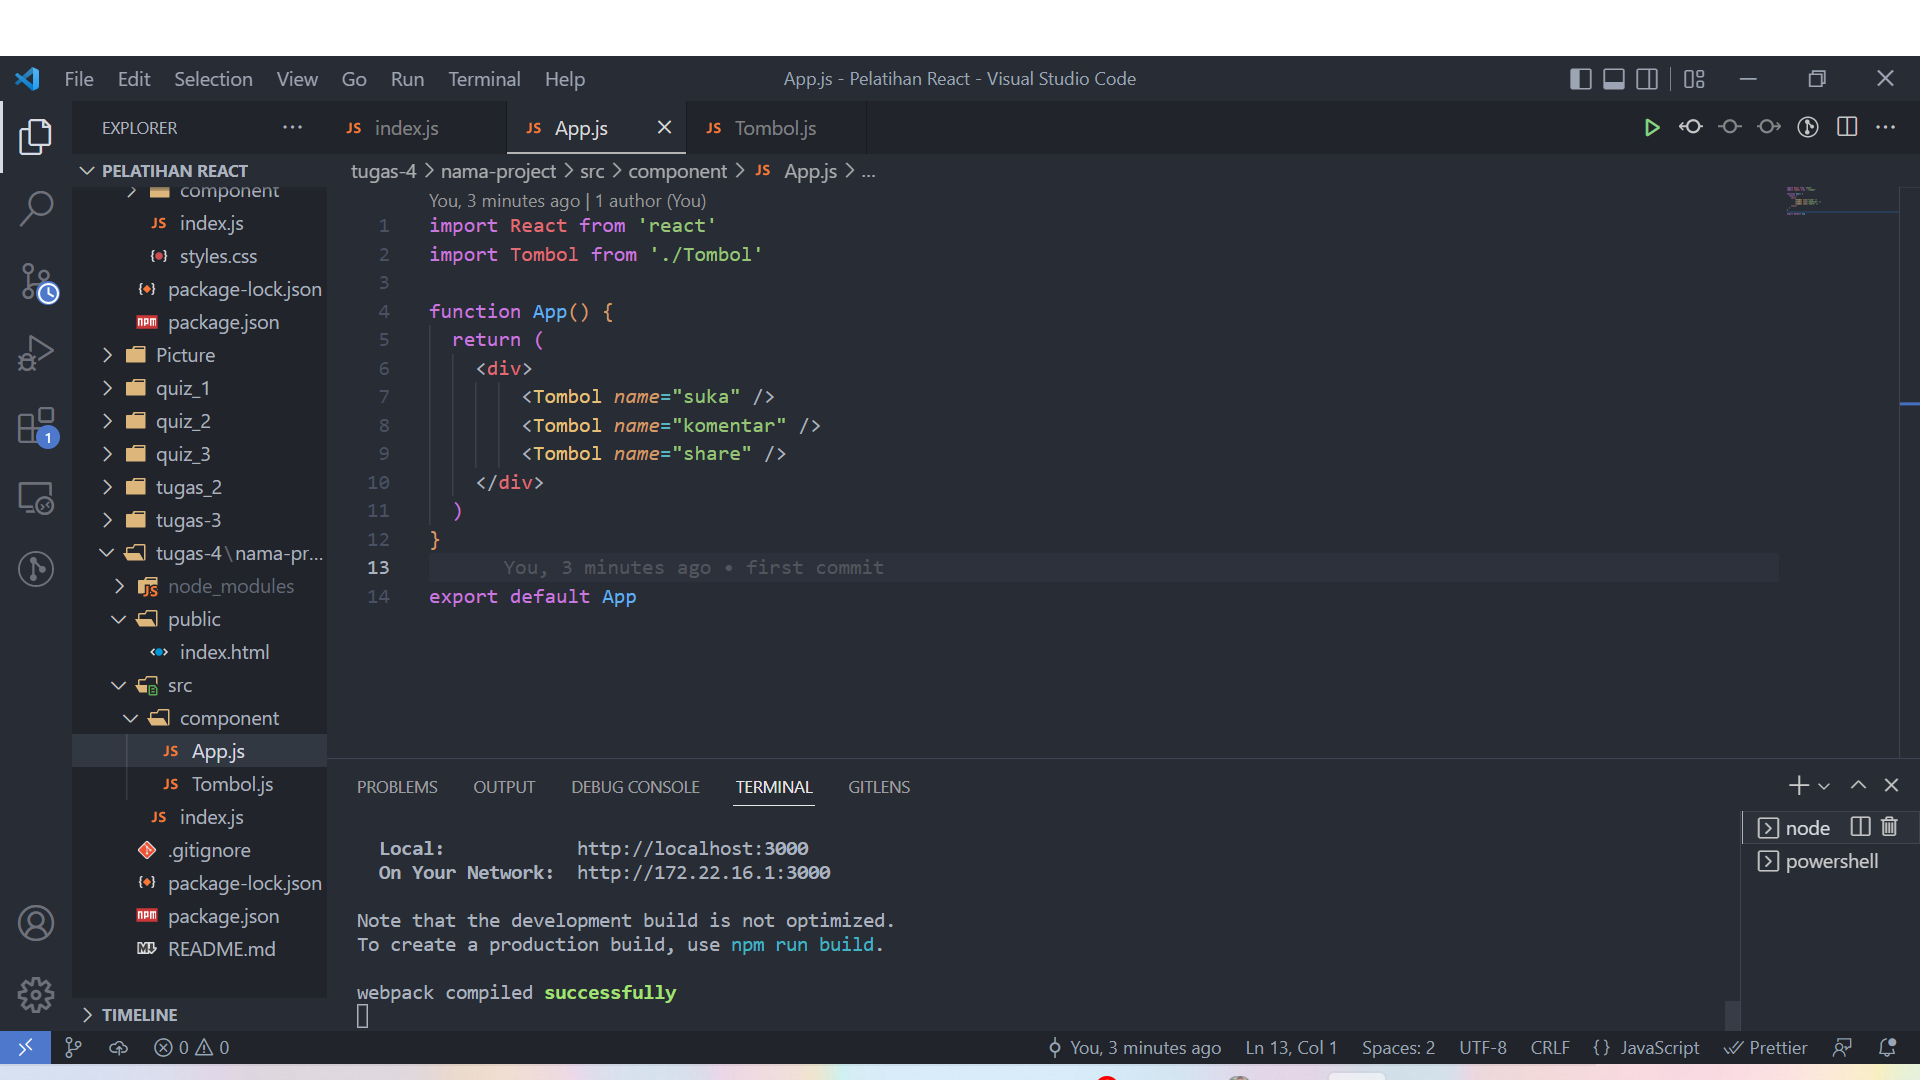 File Edit Selection View Go Run Terminal Help
App.js - Pelatihan React - Visual Studio Code
EXPLORER
JS index.js
JS App.js
JS Tombol.js
PELATIHAN REACT
component
JS index.js
styles.css
package-lock.json
package.json
Picture
quiz_1
quiz_2
quiz_3
tugas_2
tugas-3
tugas-4\nama-pr...
node_modules
public
index.html
src
component
JS App.js
JS Tombol.js
JS index.js
.gitignore
package-lock.json
package.json
README.md
TIMELINE
tugas-4 > nama-project > src > component > JS App.js > ...
You, 3 minutes ago | 1 author (You)
1 import React from 'react'
2 import Tombol from './Tombol'
3
4 function App() {
5 return (
6 <div>
7 <Tombol name="suka" />
8 <Tombol name="komentar" />
9 <Tombol name="share" />
10 </div>
11 )
12 }
13 You, 3 minutes ago • first commit
14 export default App
PROBLEMS OUTPUT DEBUG CONSOLE TERMINAL GITLENS
Local: http://localhost:3000
On Your Network: http://172.22.16.1:3000
Note that the development build is not optimized.
To create a production build, use npm run build.
webpack compiled successfully
node
powershell
1
0 0
You, 3 minutes ago Ln 13, Col 1 Spaces: 2 UTF-8 CRLF {} JavaScript Prettier